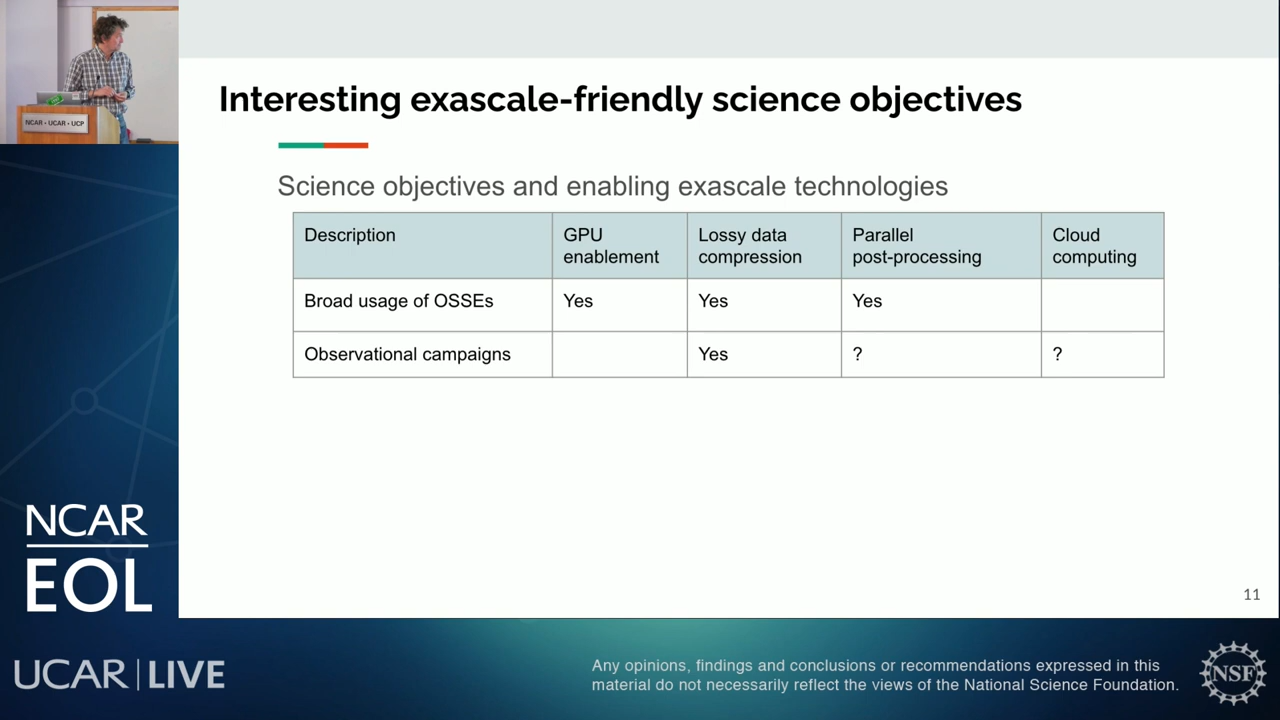 NCAR • UCAR • UCP
Interesting exascale-friendly science objectives
Science objectives and enabling exascale technologies
Description
GPU
enablement
Lossy data
compression
Parallel
post-processing
Cloud
computing
Broad usage of OSSEs
Yes
Yes
Yes
Observational campaigns
Yes
?
?
11
NCAR
EOL
UCAR | LIVE
Any opinions, findings and conclusions or recommendations expressed in this
material do not necessarily reflect the views of the National Science Foundation.
NSF